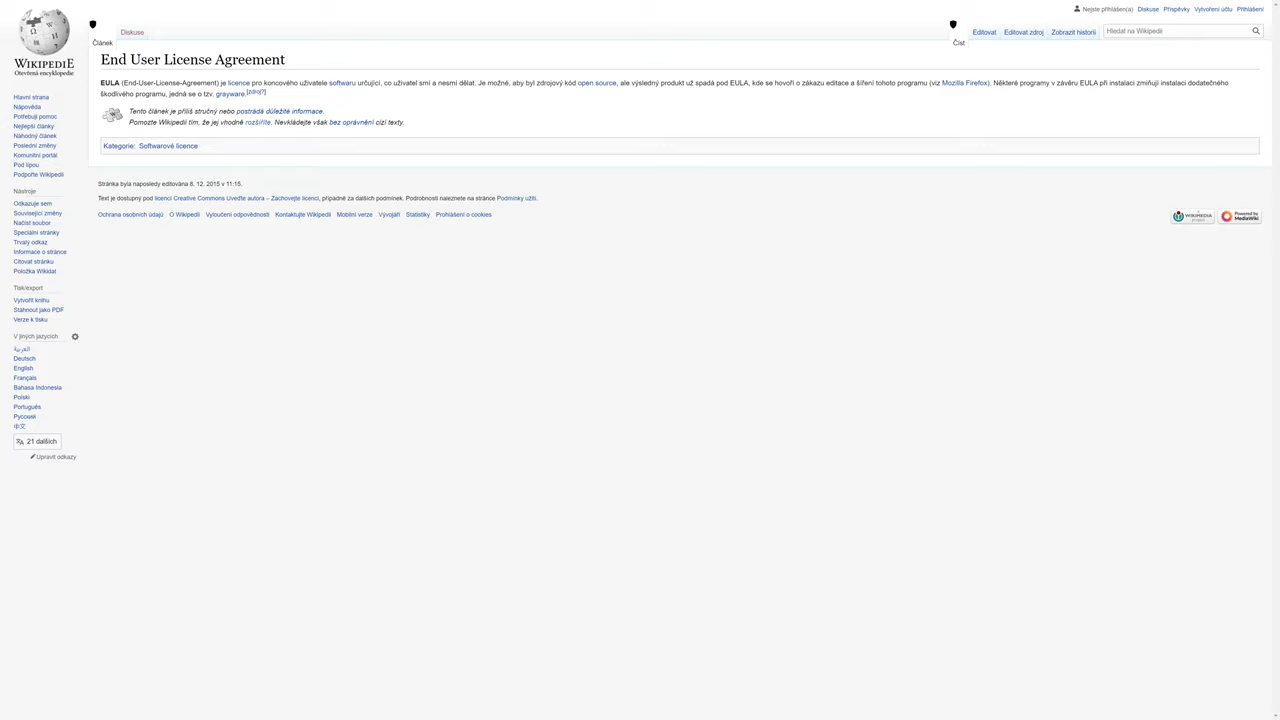 Nejste přihlášen(a) Diskuse Příspěvky Vytvoření účtu Přihlášení
Článek Diskuse Číst Editovat Editovat zdroj Zobrazit historii Hledat na Wikipedii
WIKIPEDIE
Otevřená encyklopedie
Hlavní strana
Nápověda
Potřebuji pomoc
Nejlepší články
Náhodný článek
Poslední změny
Komunitní portál
Pod lípou
Podpořte Wikipedii
Nástroje
Odkazuje sem
Související změny
Načíst soubor
Speciální stránky
Trvalý odkaz
Informace o stránce
Citovat stránku
Položka Wikidat
Tisk/export
Vytvořit knihu
Stáhnout jako PDF
Verze k tisku
V jiných jazycích
العربية
Deutsch
English
Français
Bahasa Indonesia
Polski
Português
Русский
中文
21 dalších
Upravit odkazy
End User License Agreement
EULA (End-User-License-Agreement) je licence pro koncového uživatele softwaru určující, co uživatel smí a nesmí dělat. Je možné, aby byl zdrojový kód open source, ale výsledný produkt už spadá pod EULA, kde se hovoří o zákazu editace a šíření tohoto programu (viz Mozilla Firefox). Některé programy v závěru EULA při instalaci zmiňují instalaci dodatečného
škodlivého programu, jedná se o tzv. grayware.[zdroj?]
Tento článek je příliš stručný nebo postrádá důležité informace.
Pomozte Wikipedii tím, že jej vhodně rozšíříte. Nevkládejte však bez oprávnění cizí texty.
Kategorie: Softwarové licence
Stránka byla naposledy editována 8. 12. 2015 v 11:15.
Text je dostupný pod licencí Creative Commons Uveďte autora – Zachovejte licenci, případně za dalších podmínek. Podrobnosti naleznete na stránce Podmínky užití.
Ochrana osobních údajů O Wikipedii Vyloučení odpovědnosti Kontaktujte Wikipedii Mobilní verze Vývojáři Statistiky Prohlášení o cookies
A WIKIMEDIA project
Powered by MediaWiki